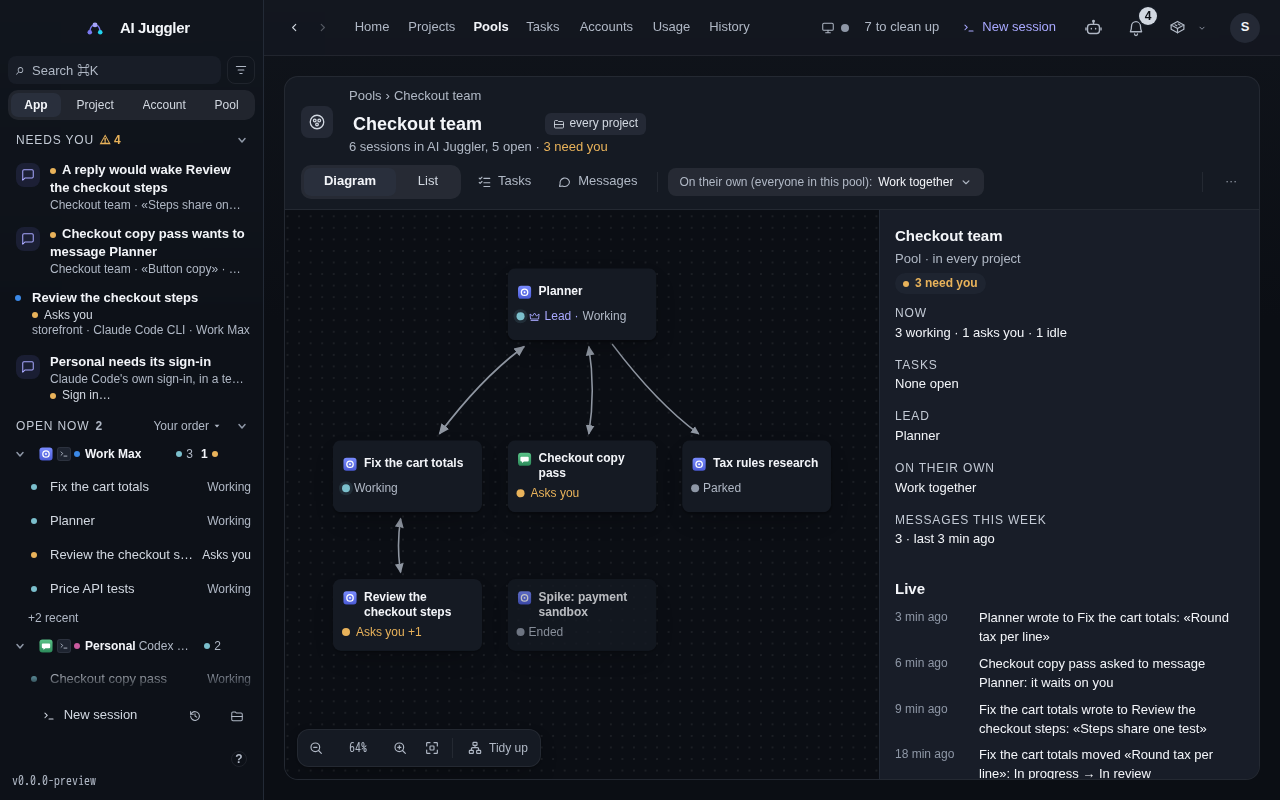 AI Juggler
Search ⌘K
App Project Account Pool
NEEDS YOU 4
A reply would wake Review the checkout steps
Checkout team · «Steps share on…
Checkout copy pass wants to message Planner
Checkout team · «Button copy» · …
Review the checkout steps
Asks you
storefront · Claude Code CLI · Work Max
Personal needs its sign-in
Claude Code's own sign-in, in a te…
Sign in…
OPEN NOW 2 Your order
Work Max 3 1
Fix the cart totals Working
Planner Working
Review the checkout s… Asks you
Price API tests Working
+2 recent
Personal Codex … 2
Checkout copy pass Working
New session
?
v0.0.0-preview
Home Projects Pools Tasks Accounts Usage History
7 to clean up
New session
4
S
Pools › Checkout team
Checkout team
every project
6 sessions in AI Juggler, 5 open · 3 need you
Diagram List Tasks Messages
On their own (everyone in this pool): Work together
Planner
Lead · Working
Fix the cart totals
Working
Checkout copy
pass
Asks you
Tax rules research
Parked
Review the
checkout steps
Asks you +1
Spike: payment
sandbox
Ended
64%
Tidy up
Checkout team
Pool · in every project
3 need you
NOW
3 working · 1 asks you · 1 idle
TASKS
None open
LEAD
Planner
ON THEIR OWN
Work together
MESSAGES THIS WEEK
3 · last 3 min ago
Live
3 min ago Planner wrote to Fix the cart totals: «Round
tax per line»
6 min ago Checkout copy pass asked to message
Planner: it waits on you
9 min ago Fix the cart totals wrote to Review the
checkout steps: «Steps share one test»
18 min ago Fix the cart totals moved «Round tax per
line»: In progress → In review